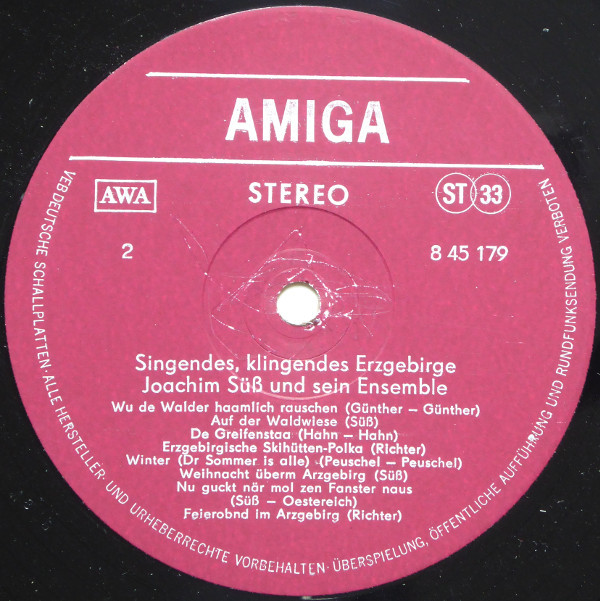 AMIGA
AWA
STEREO
ST 33
2
8 45 179
Singendes, klingendes Erzgebirge
Joachim Süß und sein Ensemble
Wu de Walder haamlich rauschen (Günther – Günther)
Auf der Waldwiese (Süß)
De Greifenstaa (Hahn – Hahn)
Erzgebirgische Skihütten-Polka (Richter)
Winter (Dr Sommer is alle) (Peuschel – Peuschel)
Weihnacht überm Arzgebirg (Süß)
Nu guckt när mol zen Fanster naus
(Süß – Oestereich)
Feierobnd im Arzgebirg (Richter)
VEB DEUTSCHE SCHALLPLATTEN · ALLE HERSTELLER- UND URHEBERRECHTE VORBEHALTEN · ÜBERSPIELUNG, ÖFFENTLICHE AUFFÜHRUNG UND RUNDFUNKSENDUNG VERBOTEN